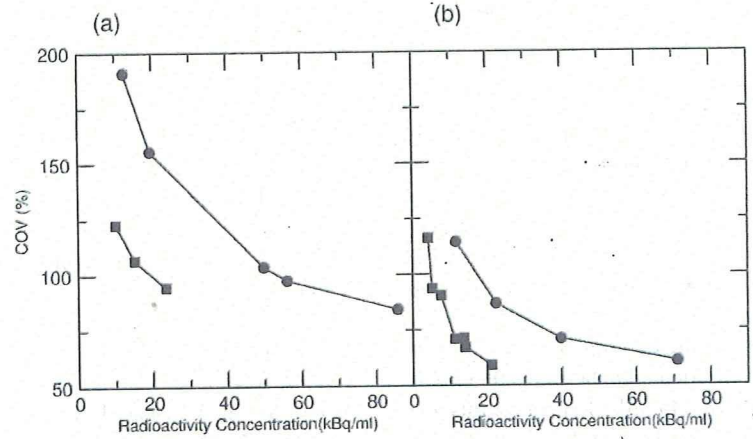 (a)
(b)
200
150
100
50
COV (%)
0 20 40 60 80
0 20 40 60 80
Radioactivity Concentration(kBq/ml)
Radioactivity Concentration(kBq/ml)